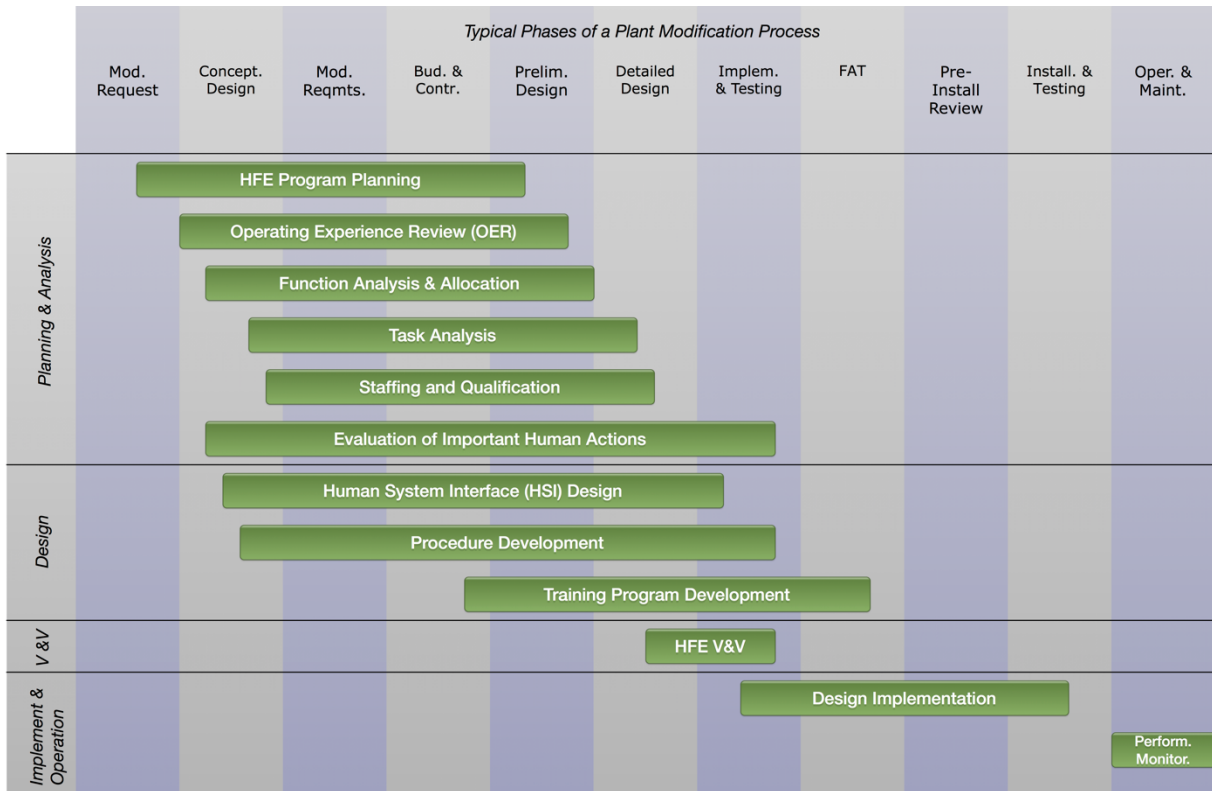 Typical Phases of a Plant Modification Process
Mod.
Request
Concept.
Design
Mod.
Reqmts.
Bud. &
Contr.
Prelim.
Design
Detailed
Design
Implem.
& Testing
FAT
Pre-
Install
Review
Install. &
Testing
Oper. &
Maint.
Planning & Analysis
HFE Program Planning
Operating Experience Review (OER)
Function Analysis & Allocation
Task Analysis
Staffing and Qualification
Evaluation of Important Human Actions
Design
Human System Interface (HSI) Design
Procedure Development
Training Program Development
V &V
HFE V&V
Implement &
Operation
Design Implementation
Perform.
Monitor.